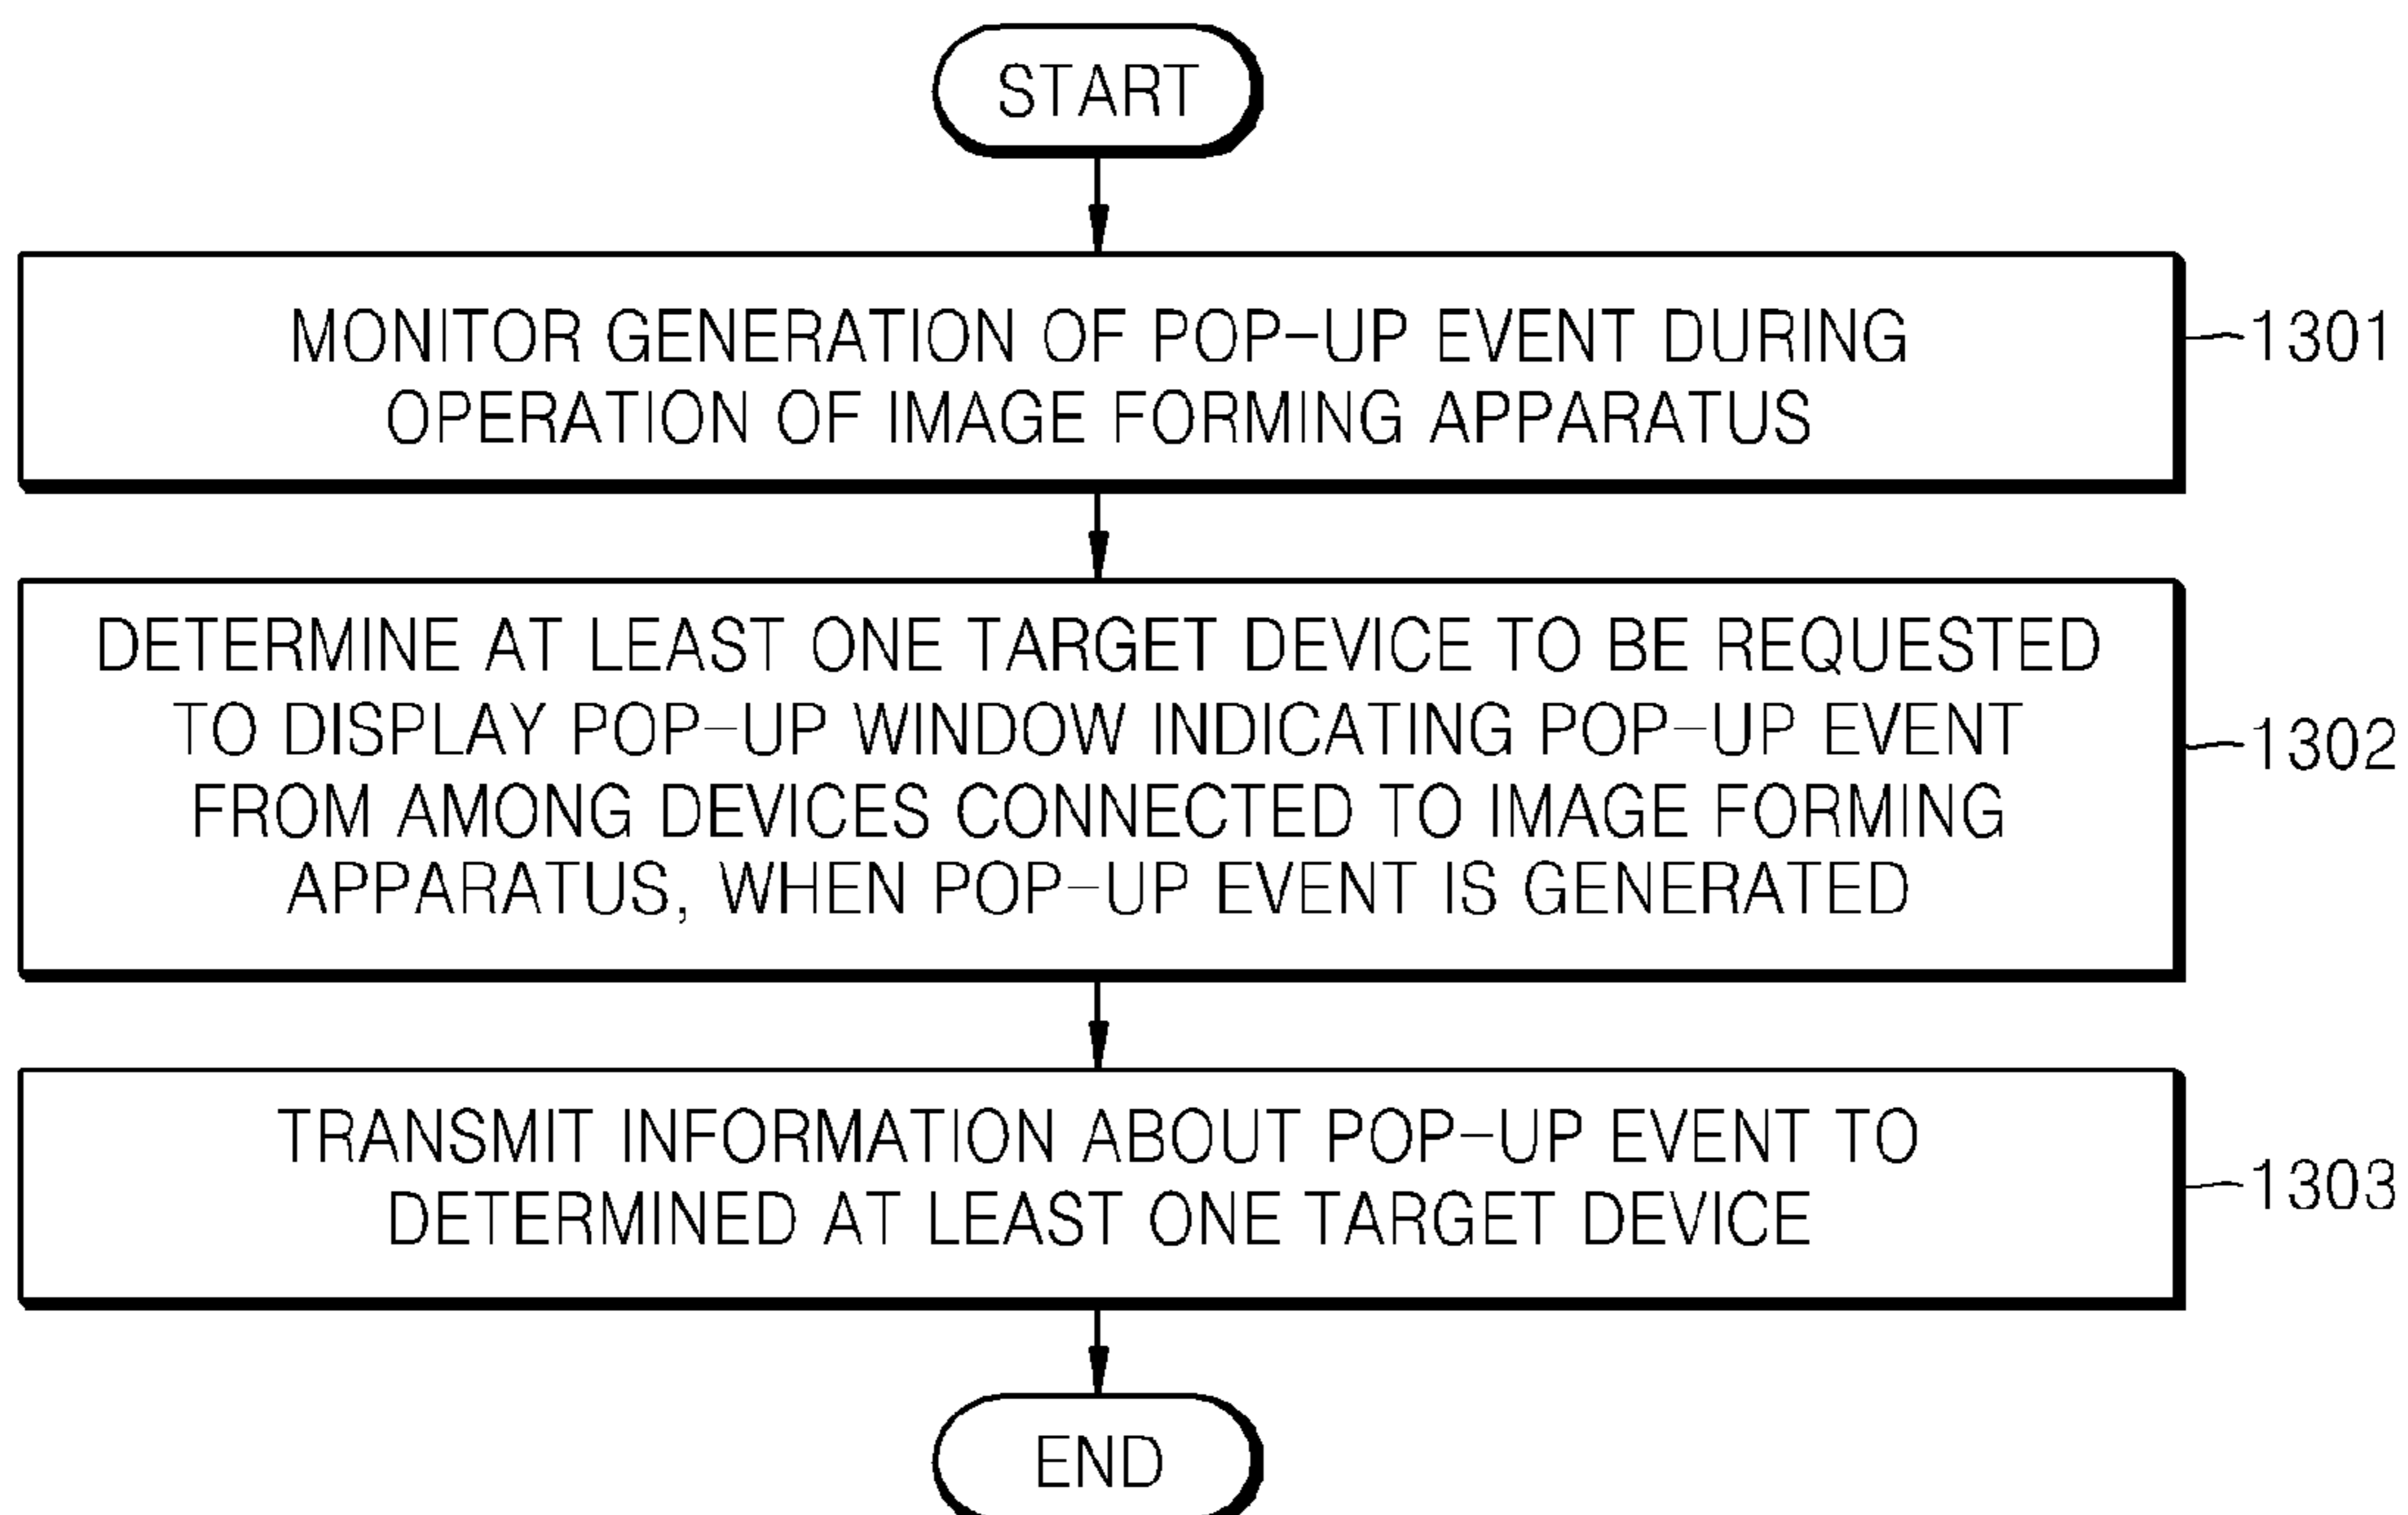 START
MONITOR GENERATION OF POP-UP EVENT DURING
OPERATION OF IMAGE FORMING APPARATUS
1301
DETERMINE AT LEAST ONE TARGET DEVICE TO BE REQUESTED
TO DISPLAY POP-UP WINDOW INDICATING POP-UP EVENT
FROM AMONG DEVICES CONNECTED TO IMAGE FORMING
APPARATUS, WHEN POP-UP EVENT IS GENERATED
1302
TRANSMIT INFORMATION ABOUT POP-UP EVENT TO
DETERMINED AT LEAST ONE TARGET DEVICE
1303
END